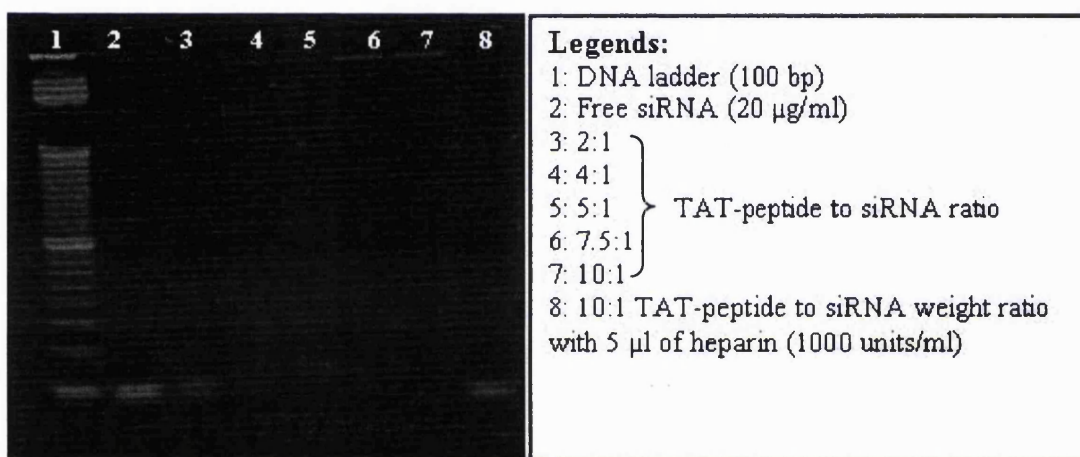 1 2 3 4 5 6 7 8
Legends:
1: DNA ladder (100 bp)
2: Free siRNA (20 µg/ml)
3: 2:1
4: 4:1
5: 5:1 TAT-peptide to siRNA ratio
6: 7.5:1
7: 10:1
8: 10:1 TAT-peptide to siRNA weight ratio
with 5 µl of heparin (1000 units/ml)